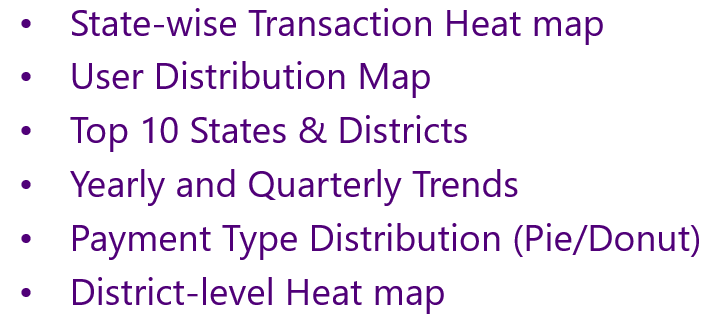 • State-wise Transaction Heat map
• User Distribution Map
• Top 10 States & Districts
• Yearly and Quarterly Trends
• Payment Type Distribution (Pie/Donut)
• District-level Heat map